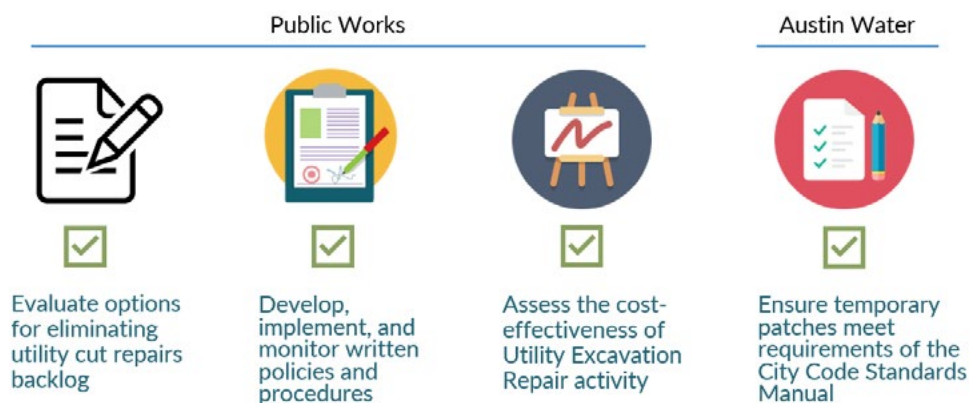 Public Works
Austin Water
Evaluate options
for eliminating
utility cut repairs
backlog
Develop,
implement, and
monitor written
policies and
procedures
Assess the cost-
effectiveness of
Utility Excavation
Repair activity
Ensure temporary
patches meet
requirements of the
City Code Standards
Manual